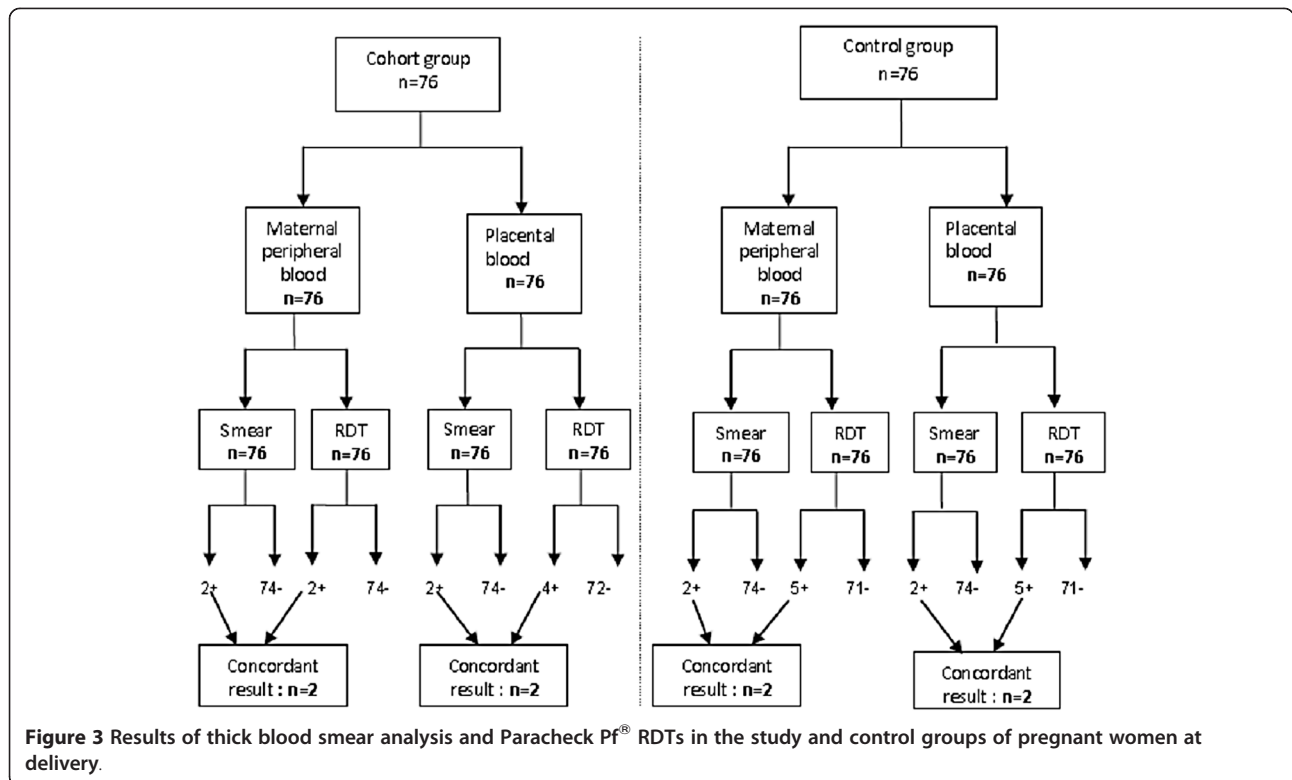 Cohort group
n=76
Control group
n=76
Maternal
peripheral
blood
n=76
Placental
blood
n=76
Maternal
peripheral
blood
n=76
Placental blood
n=76
Smear
n=76
RDT
n=76
Smear
n=76
RDT
n=76
Smear
n=76
RDT
n=76
Smear
n=76
RDT
n=76
2+ 74- 2+ 74- 2+ 74- 4+ 72- 2+ 74- 5+ 71- 2+ 74- 5+ 71-
Concordant
result : n=2
Concordant
result : n=2
Concordant
result : n=2
Concordant
result : n=2
Figure 3 Results of thick blood smear analysis and Paracheck Pf® RDTs in the study and control groups of pregnant women at
delivery.